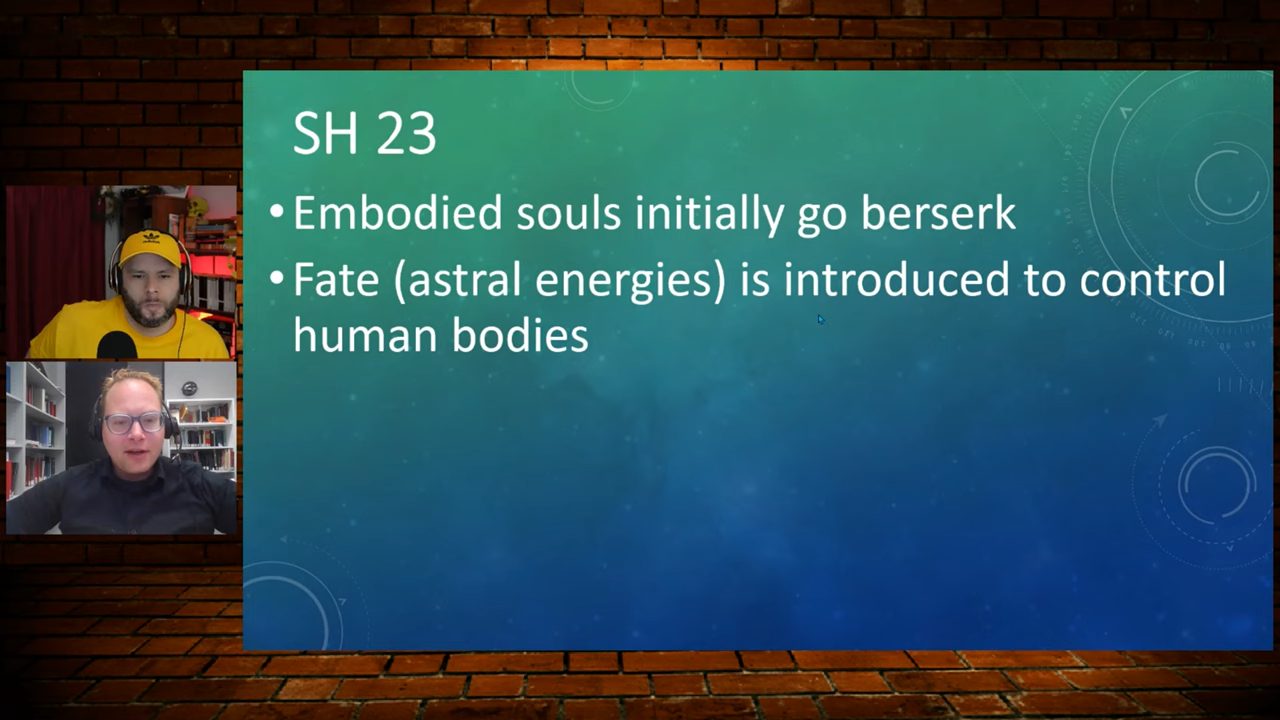 SH 23
• Embodied souls initially go berserk
• Fate (astral energies) is introduced to control
human bodies